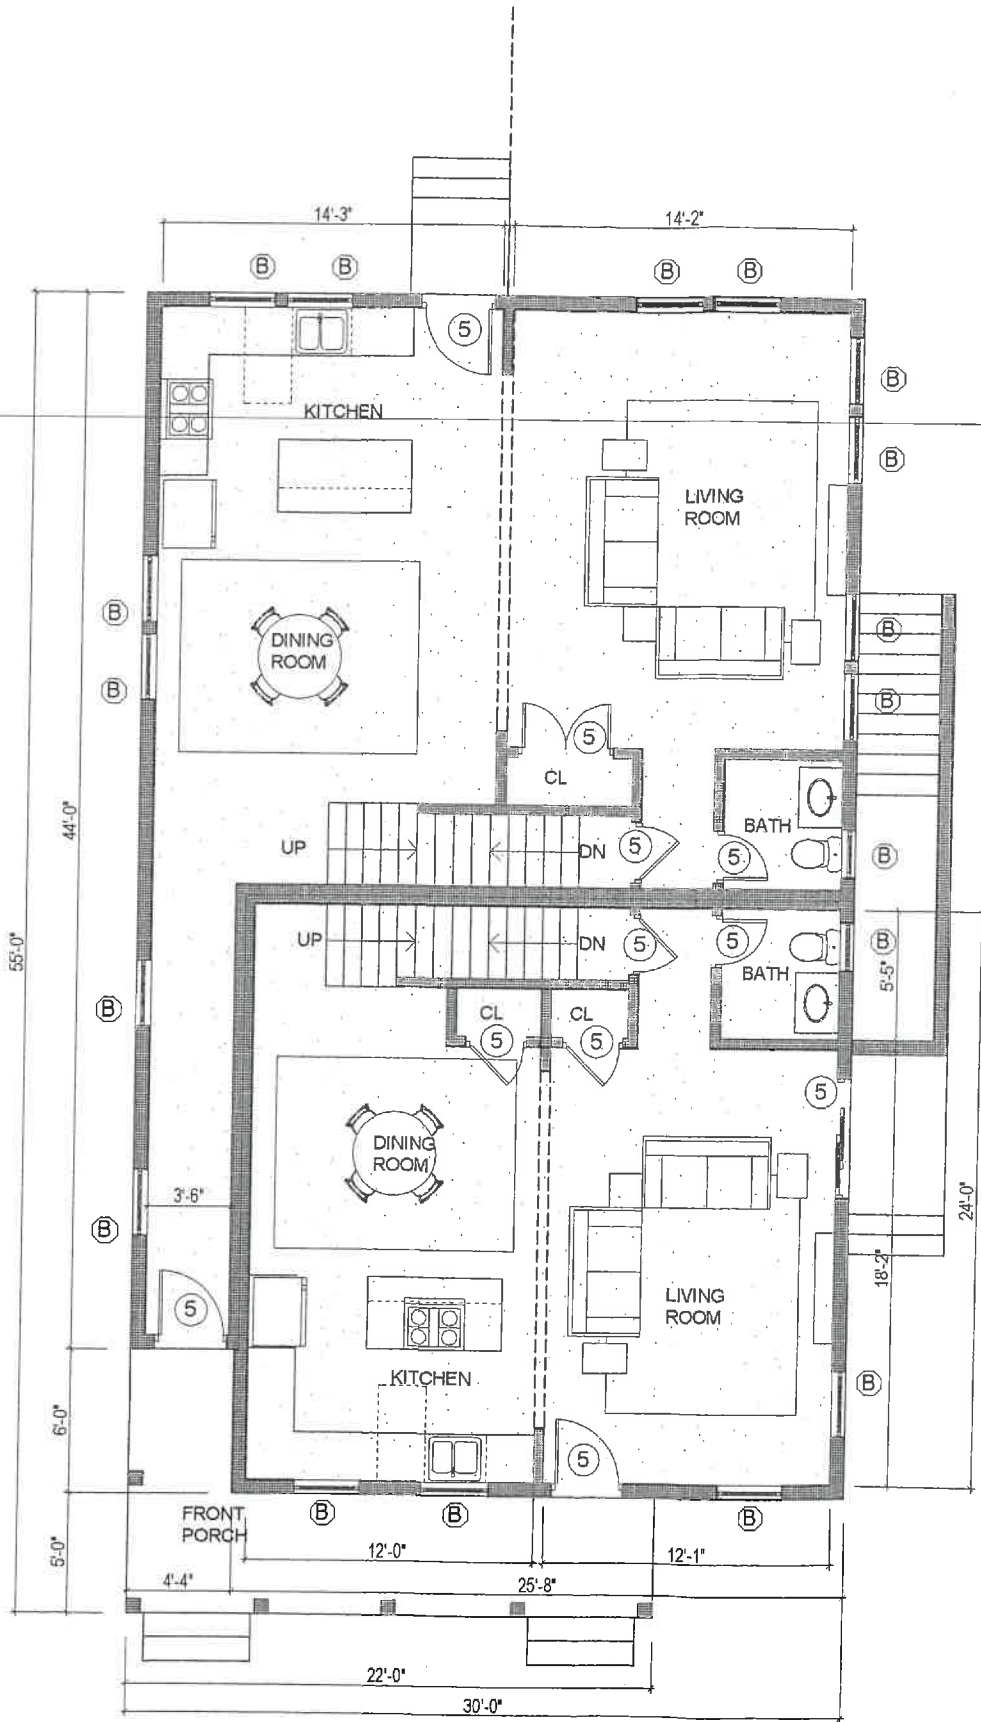 14'-3"
14'-2"
B
B
B
B
5
B
KITCHEN
B
LIVING
ROOM
B
B
DINING
ROOM
B
B
5
CL
44'-0"
UP
DN
5
BATH
5
B
55'-0"
UP
DN
5
5
B
BATH
5'-5"
B
CL
5
CL
5
5
DINING
ROOM
3'-6"
24'-0"
B
18'-2"
5
LIVING
ROOM
KITCHEN
B
6'-0"
5
FRONT
PORCH
B
B
B
5'-0"
12'-0"
12'-1"
4'-4"
25'-8"
22'-0"
30'-0"